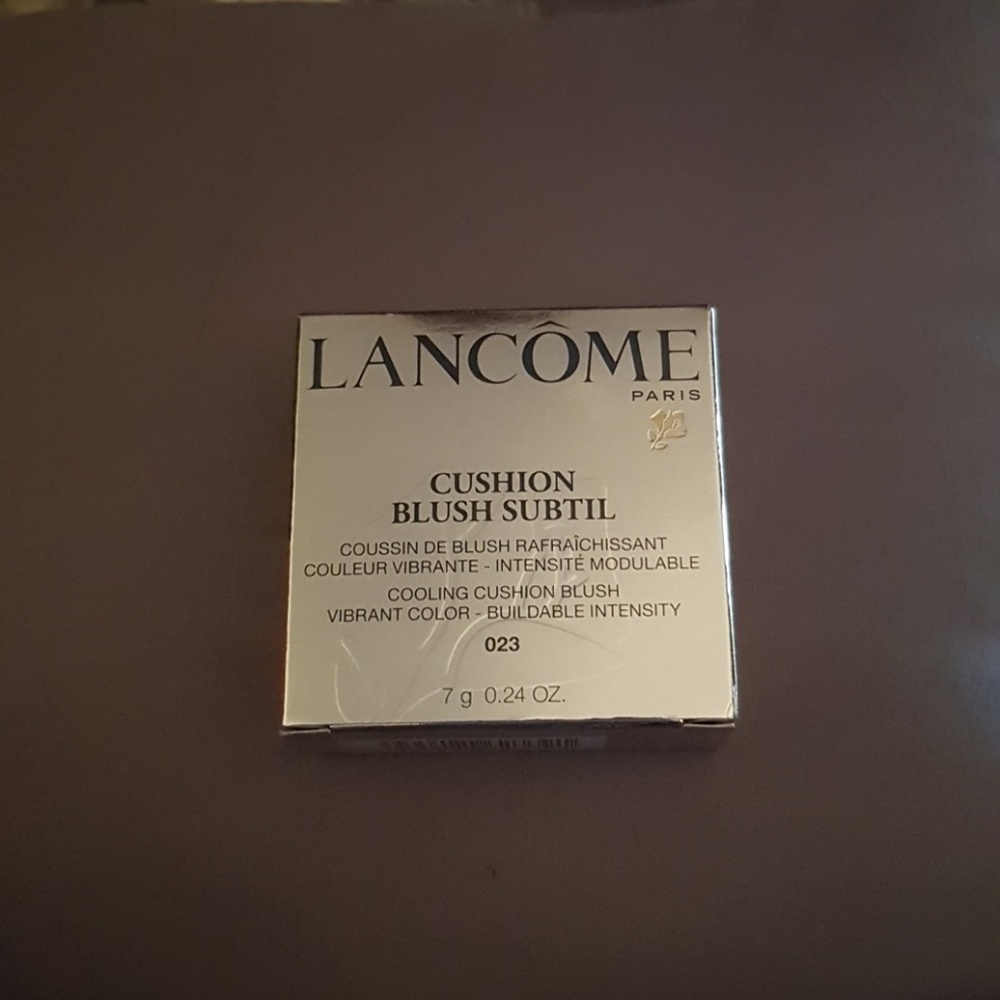 LANCÔME
PARIS
CUSHION
BLUSH SUBTIL
COUSSIN DE BLUSH RAFRAÎCHISSANT
COULEUR VIBRANTE - INTENSITÉ MODULABLE
COOLING CUSHION BLUSH
VIBRANT COLOR - BUILDABLE INTENSITY
023
7 g 0.24 OZ.